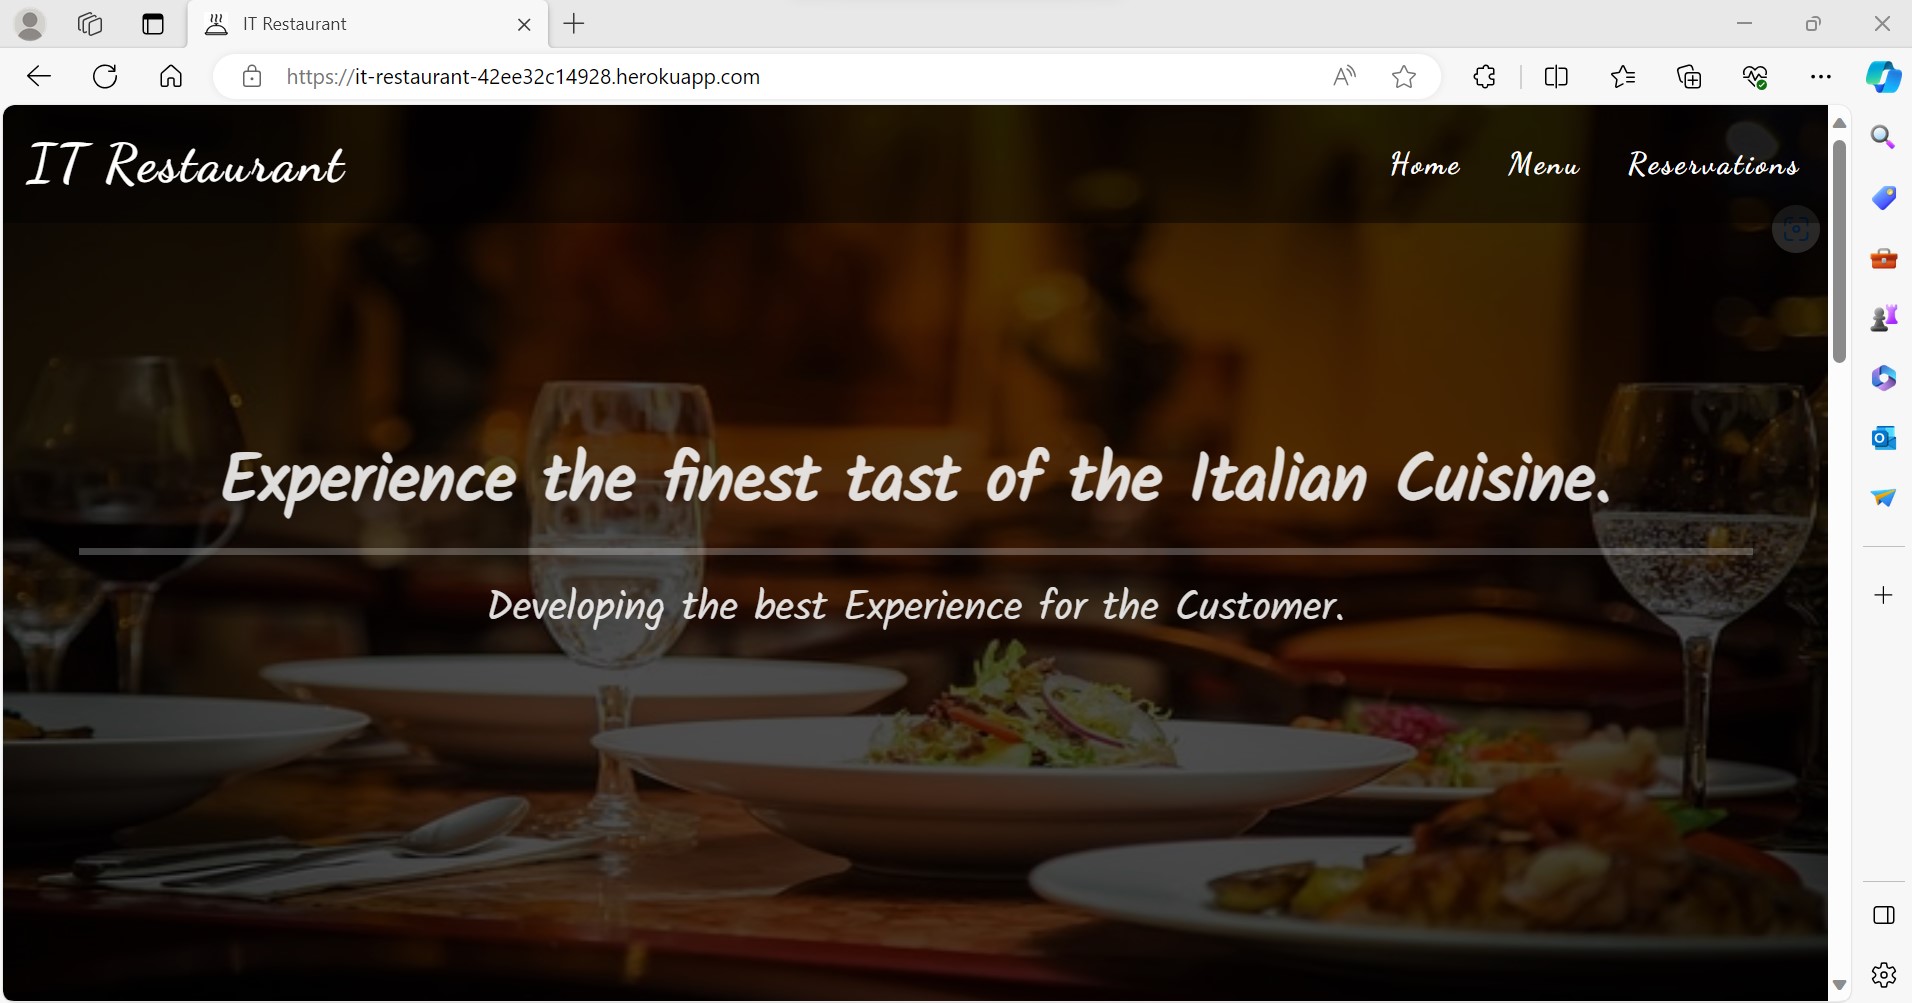 IT Restaurant
https://it-restaurant-42ee32c14928.herokuapp.com
IT Restaurant
Home Menu Reservations
Experience the finest tast of the Italian Cuisine.
Developing the best Experience for the Customer.